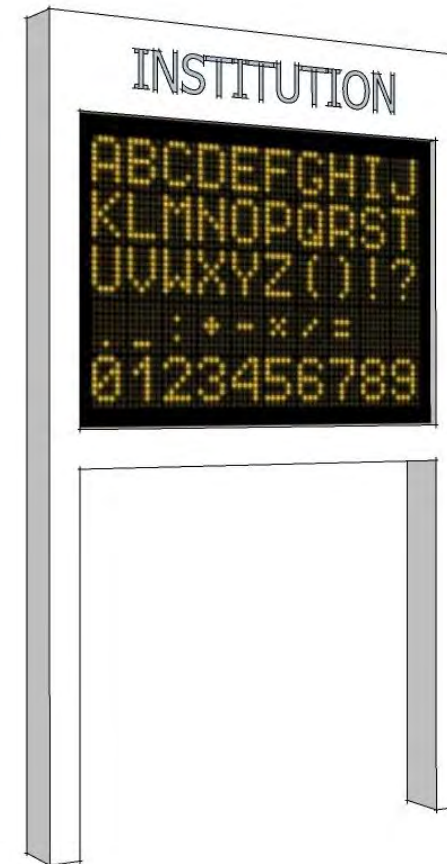 INSTITUTION
ABCDEFGHIJ
KLMNOPQRST
UVWXYZ()!?
._:+-×/=
0123456789